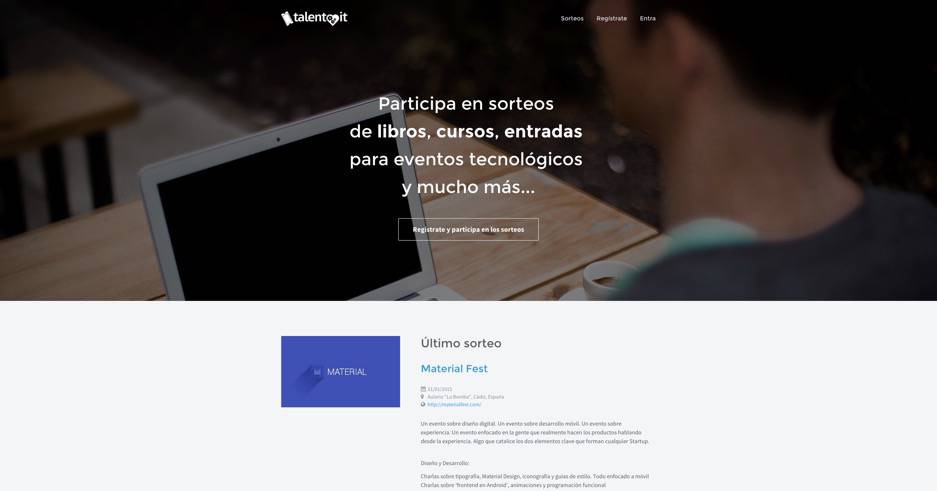 talentoit
Sorteos
Regístrate
Entra
Participa en sorteos
de libros, cursos, entradas
para eventos tecnológicos
y mucho más...
Regístrate y participa en los sorteos
MATERIAL
Último sorteo
Material Fest
Aulario "La Bomba", Cádiz, España
http://materialfest.com/
Un evento sobre diseño digital. Un evento sobre desarrollo móvil. Un evento sobre
experiencia. Un evento enfocado en la gente que realmente hacen los productos hablando
desde la experiencia. Algo que catalice los dos elementos clave que forman cualquier Startup.
Diseño y Desarrollo:
Charlas sobre tipografía, Material Design, iconografía y guías de estilo. Todo enfocado a móvil
Charlas sobre "frontend en Android", animaciones y programación funcional